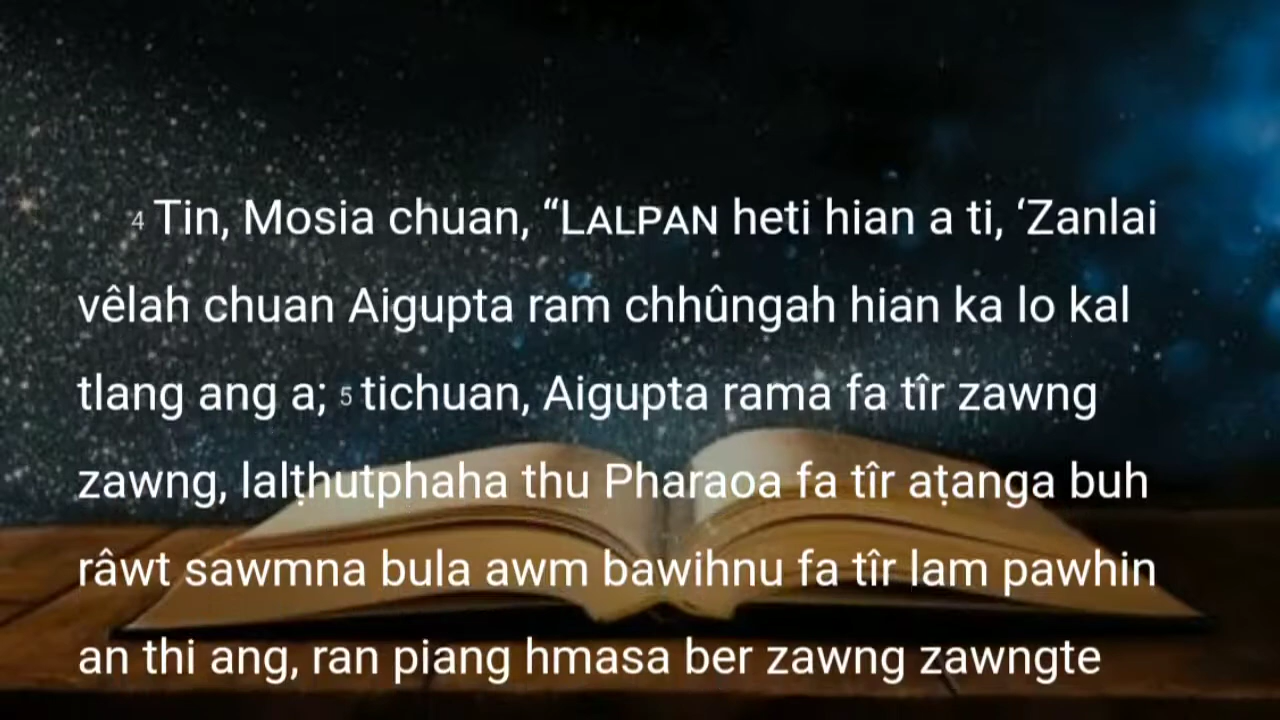 4 Tin, Mosia chuan, “LALPAN heti hian a ti, ‘Zanlai
vêlah chuan Aigupta ram chhûngah hian ka lo kal
tlang ang a; 5 tichuan, Aigupta rama fa tîr zawng
zawng, lalṭhutphaha thu Pharaoa fa tîr aṭanga buh
râwt sawmna bula awm bawihnu fa tîr lam pawhin
an thi ang, ran piang hmasa ber zawng zawngte